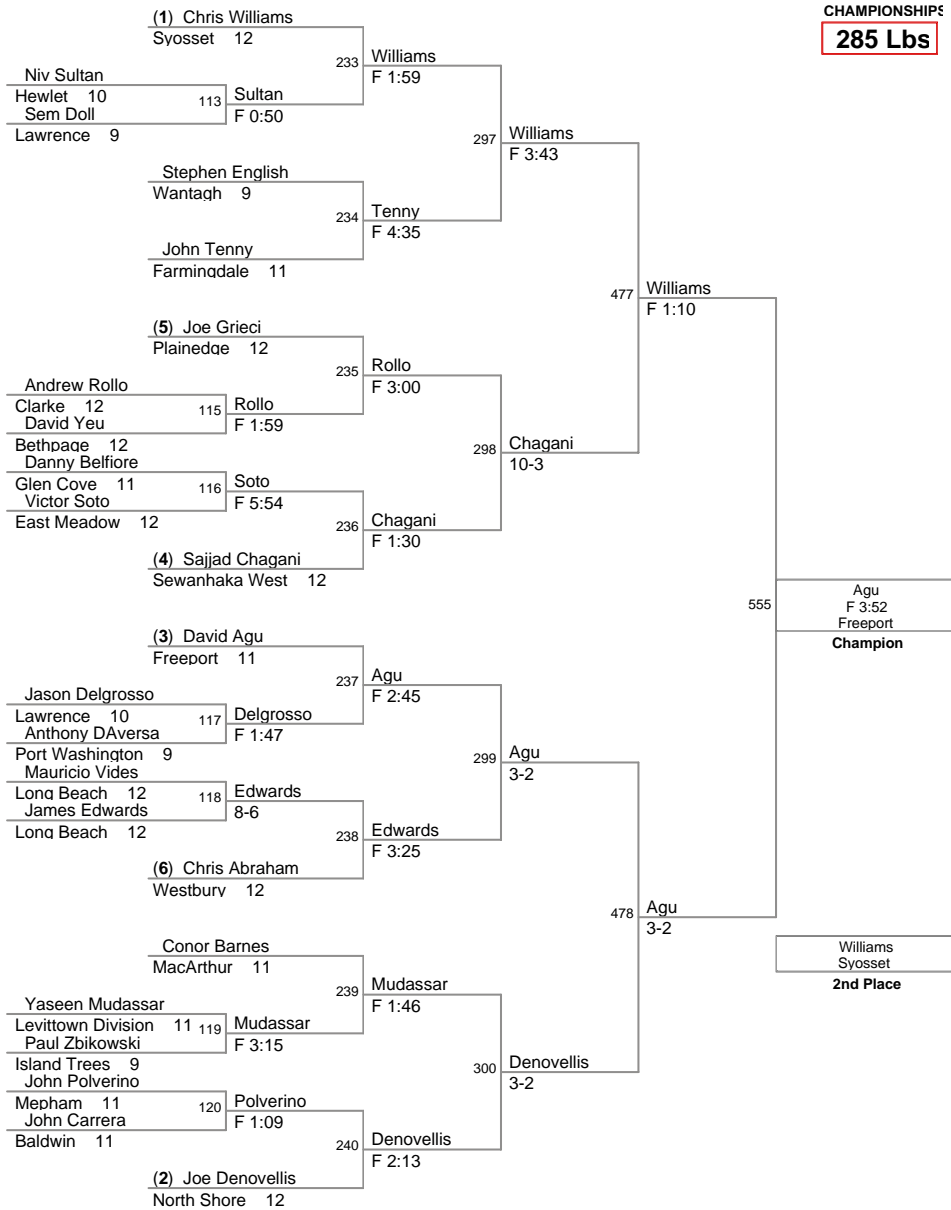 CHAMPIONSHIPS
285 Lbs
(1) Chris Williams
Syosset 12
233
Williams
F 1:59
Niv Sultan
Hewlet 10
113
Sultan
F 0:50
Sem Doll
Lawrence 9
297
Williams
F 3:43
Stephen English
Wantagh 9
234
Tenny
F 4:35
John Tenny
Farmingdale 11
477
Williams
F 1:10
(5) Joe Grieci
Plainedge 12
235
Rollo
F 3:00
Andrew Rollo
Clarke 12
115
Rollo
F 1:59
David Yeu
Bethpage 12
298
Chagani
10-3
Danny Belfiore
Glen Cove 11
116
Soto
F 5:54
Victor Soto
East Meadow 12
236
Chagani
F 1:30
(4) Sajjad Chagani
Sewanhaka West 12
555
Agu
F 3:52
Freeport
Champion
(3) David Agu
Freeport 11
237
Agu
F 2:45
Jason Delgrosso
Lawrence 10
117
Delgrosso
F 1:47
Anthony DAversa
Port Washington 9
299
Agu
3-2
Mauricio Vides
Long Beach 12
118
Edwards
8-6
James Edwards
Long Beach 12
238
Edwards
F 3:25
(6) Chris Abraham
Westbury 12
478
Agu
3-2
Williams
Syosset
2nd Place
Conor Barnes
MacArthur 11
239
Mudassar
F 1:46
Yaseen Mudassar
Levittown Division 11
119
Mudassar
F 3:15
Paul Zbikowski
Island Trees 9
300
Denovellis
3-2
John Polverino
Mepham 11
120
Polverino
F 1:09
John Carrera
Baldwin 11
240
Denovellis
F 2:13
(2) Joe Denovellis
North Shore 12